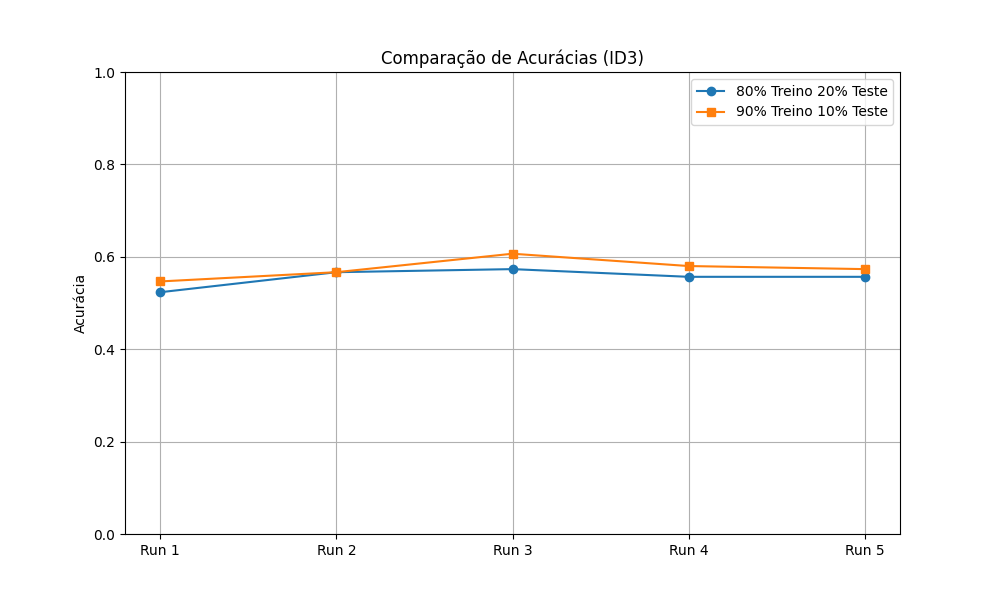 Comparação de Acurácias (ID3)
80% Treino 20% Teste
90% Treino 10% Teste
Acurácia
1.0
0.8
0.6
0.4
0.2
0.0
Run 1
Run 2
Run 3
Run 4
Run 5